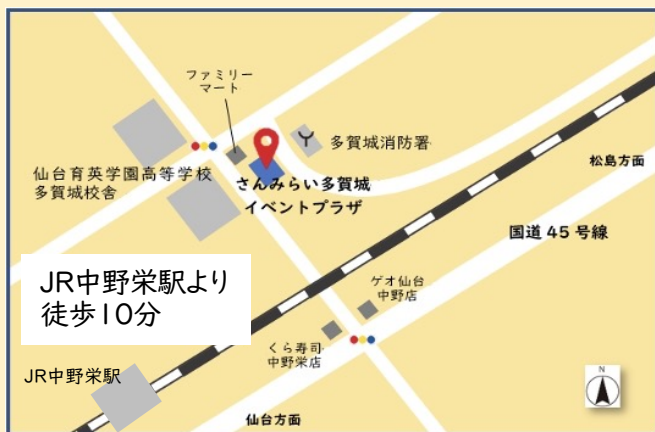 ファミリー
マート
多賀城消防署
仙台育英学園高等学校
多賀城校舎
さんみらい多賀城
イベントプラザ
松島方面
国道45号線
JR中野栄駅より
徒歩10分
ゲオ仙台
中野店
くら寿司
中野栄店
JR中野栄駅
仙台方面
N